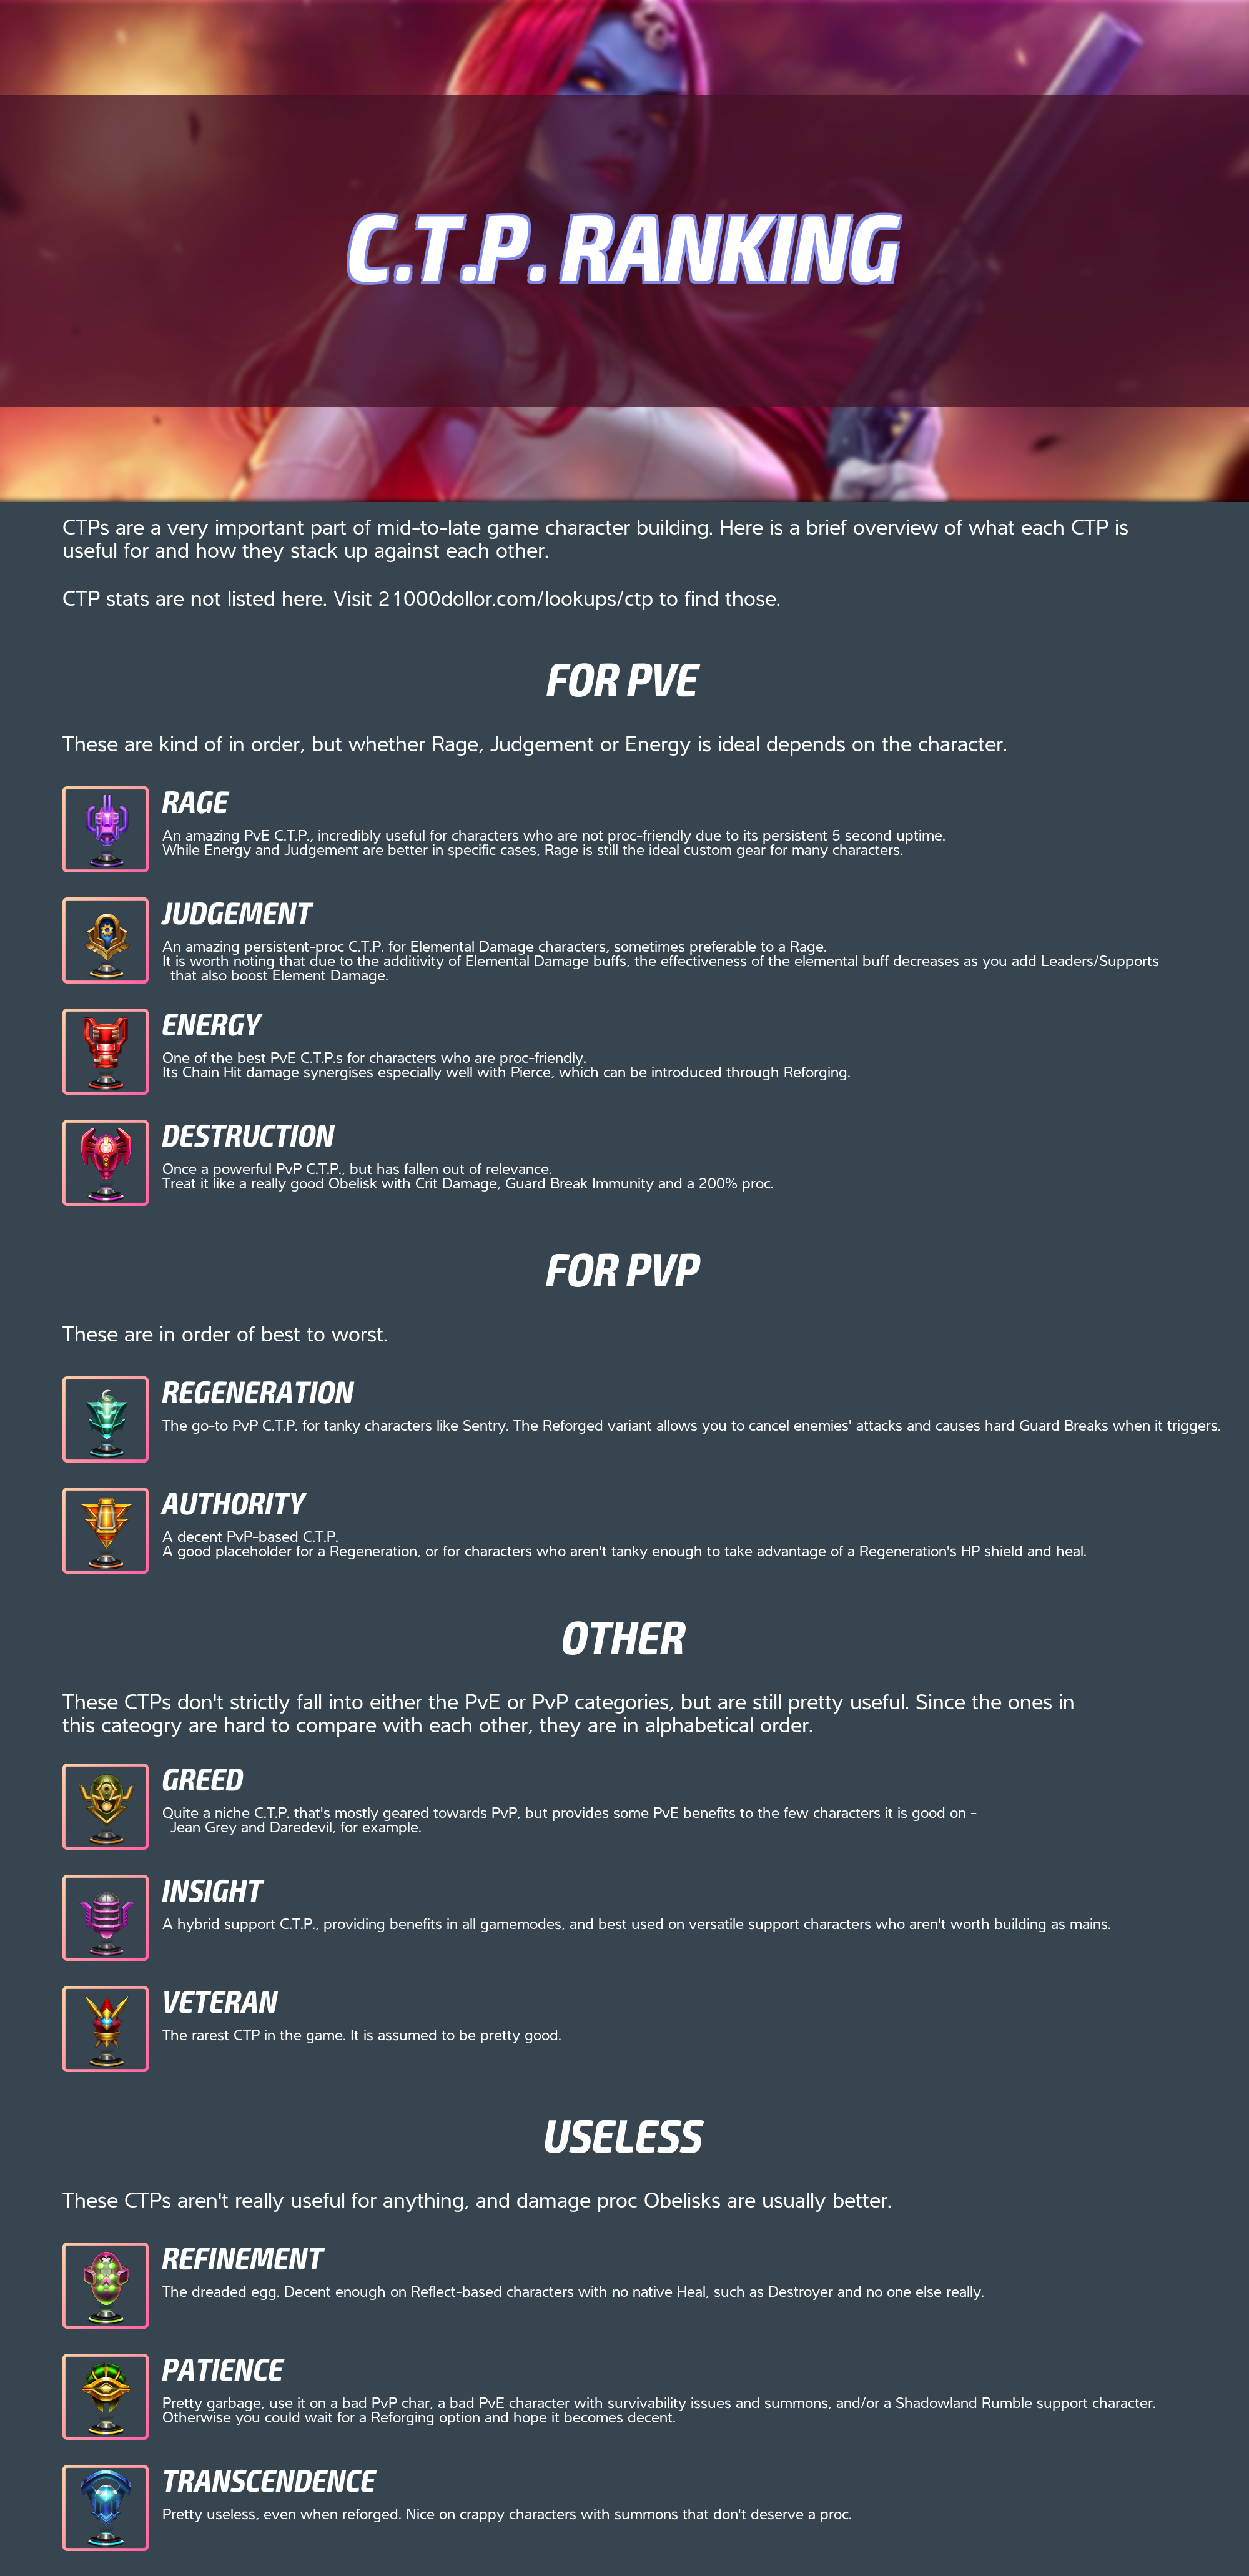 C.T.P. RANKING
CTPs are a very important part of mid-to-late game character building. Here is a brief overview of what each CTP is
useful for and how they stack up against each other.
CTP stats are not listed here. Visit 21000dollor.com/lookups/ctp to find those.
FOR PVE
These are kind of in order, but whether Rage, Judgement or Energy is ideal depends on the character.
RAGE
An amazing PvE C.T.P., incredibly useful for characters who are not proc-friendly due to its persistent 5 second uptime.
While Energy and Judgement are better in specific cases, Rage is still the ideal custom gear for many characters.
JUDGEMENT
An amazing persistent-proc C.T.P. for Elemental Damage characters, sometimes preferable to a Rage.
It is worth noting that due to the additivity of Elemental Damage buffs, the effectiveness of the elemental buff decreases as you add Leaders/Supports
that also boost Element Damage.
ENERGY
One of the best PvE C.T.P.s for characters who are proc-friendly.
Its Chain Hit damage synergises especially well with Pierce, which can be introduced through Reforging.
DESTRUCTION
Once a powerful PvP C.T.P., but has fallen out of relevance.
Treat it like a really good Obelisk with Crit Damage, Guard Break Immunity and a 200% proc.
FOR PVP
These are in order of best to worst.
REGENERATION
The go-to PvP C.T.P. for tanky characters like Sentry. The Reforged variant allows you to cancel enemies' attacks and causes hard Guard Breaks when it triggers.
AUTHORITY
A decent PvP-based C.T.P.
A good placeholder for a Regeneration, or for characters who aren't tanky enough to take advantage of a Regeneration's HP shield and heal.
OTHER
These CTPs don't strictly fall into either the PvE or PvP categories, but are still pretty useful. Since the ones in
this cateogry are hard to compare with each other, they are in alphabetical order.
GREED
Quite a niche C.T.P. that's mostly geared towards PvP, but provides some PvE benefits to the few characters it is good on -
Jean Grey and Daredevil, for example.
INSIGHT
A hybrid support C.T.P., providing benefits in all gamemodes, and best used on versatile support characters who aren't worth building as mains.
VETERAN
The rarest CTP in the game. It is assumed to be pretty good.
USELESS
These CTPs aren't really useful for anything, and damage proc Obelisks are usually better.
REFINEMENT
The dreaded egg. Decent enough on Reflect-based characters with no native Heal, such as Destroyer and no one else really.
PATIENCE
Pretty garbage, use it on a bad PvP char, a bad PvE character with survivability issues and summons, and/or a Shadowland Rumble support character.
Otherwise you could wait for a Reforging option and hope it becomes decent.
TRANSCENDENCE
Pretty useless, even when reforged. Nice on crappy characters with summons that don't deserve a proc.